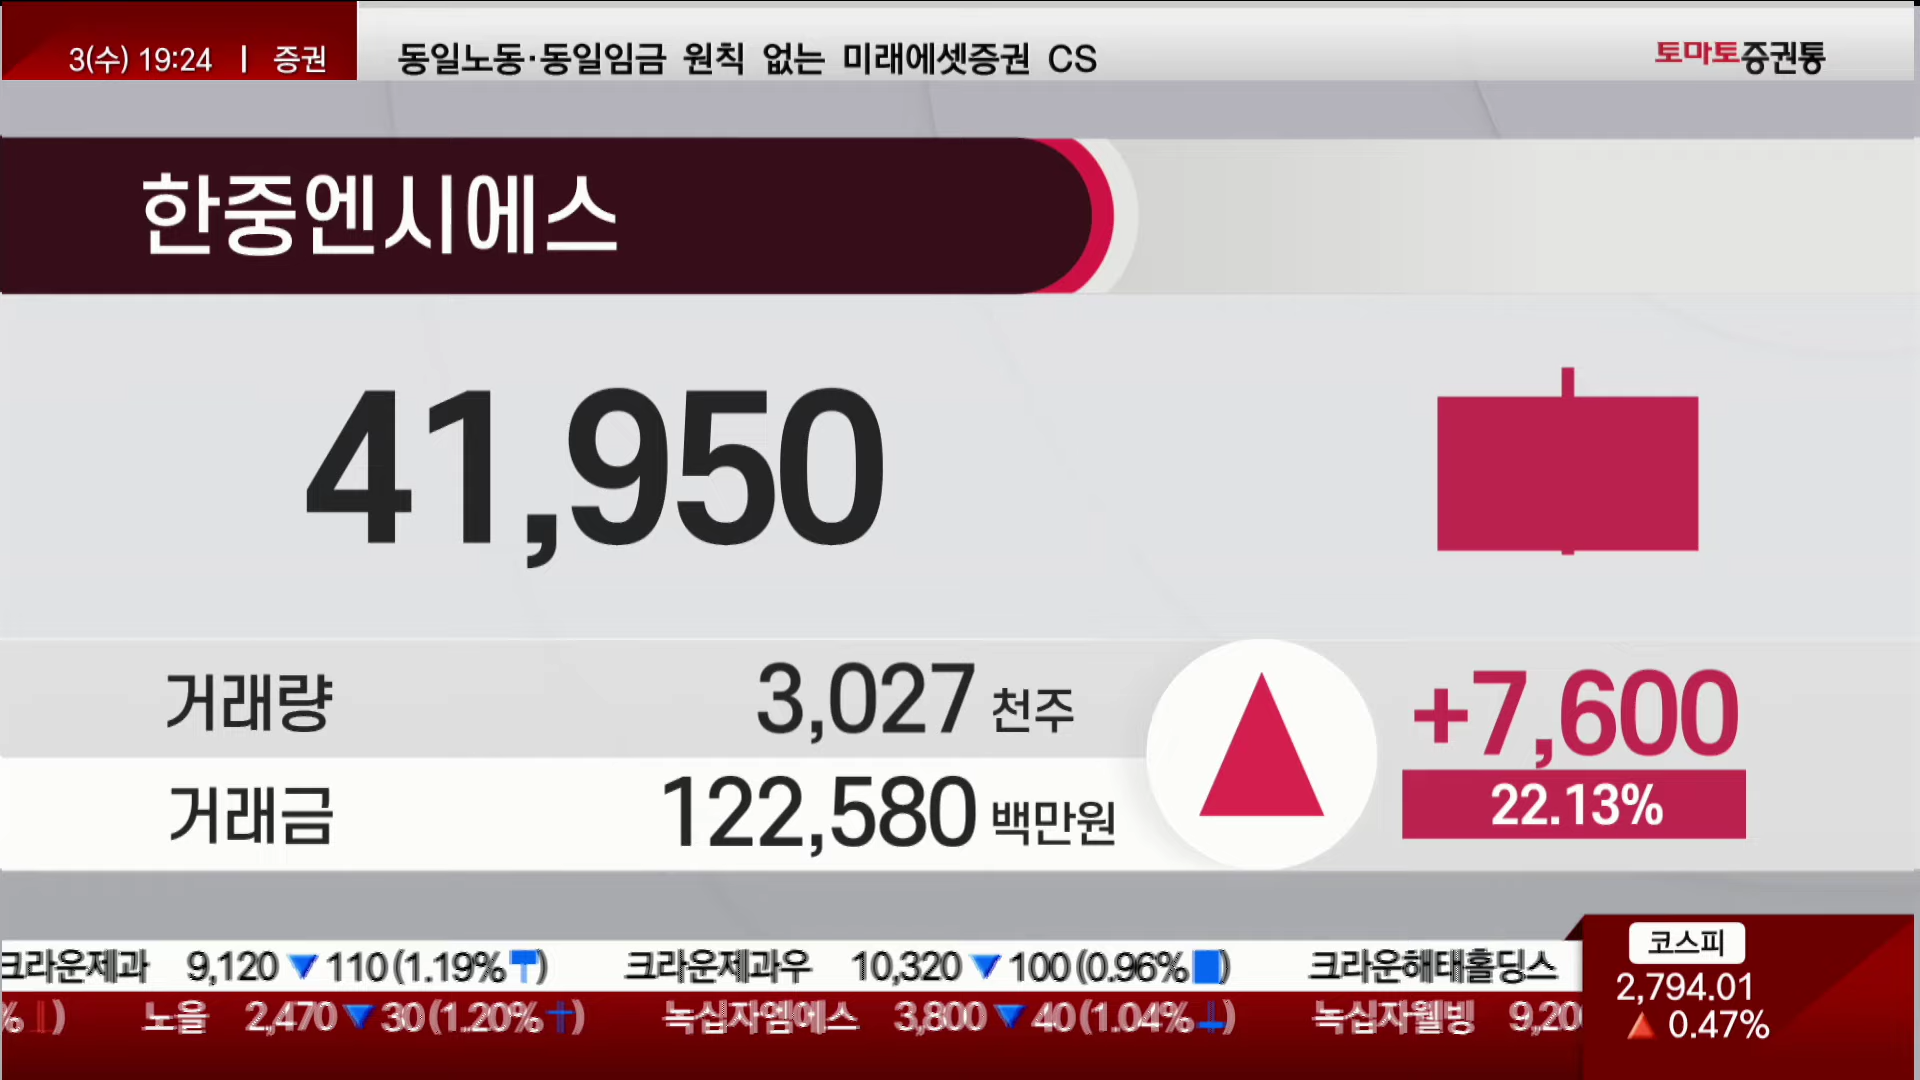 3(수) 19:24 | 증권
동일노동·동일임금 원칙 없는 미래에셋증권 CS
토마토증권통
한중엔시에스
41,950
거래량 3,027 천주
+7,600
거래금 122,580 백만원
22.13%
크라운제과 9,120 ▼ 110 (1.19%) 크라운제과우 10,320 ▼ 100 (0.96%) 크라운해태홀딩스
%) 노을 2,470 ▼ 30 (1.20%) 녹십자엠에스 3,800 ▼ 40 (1.04%) 녹십자웰빙 9,20
코스피
2,794.01
▲ 0.47%